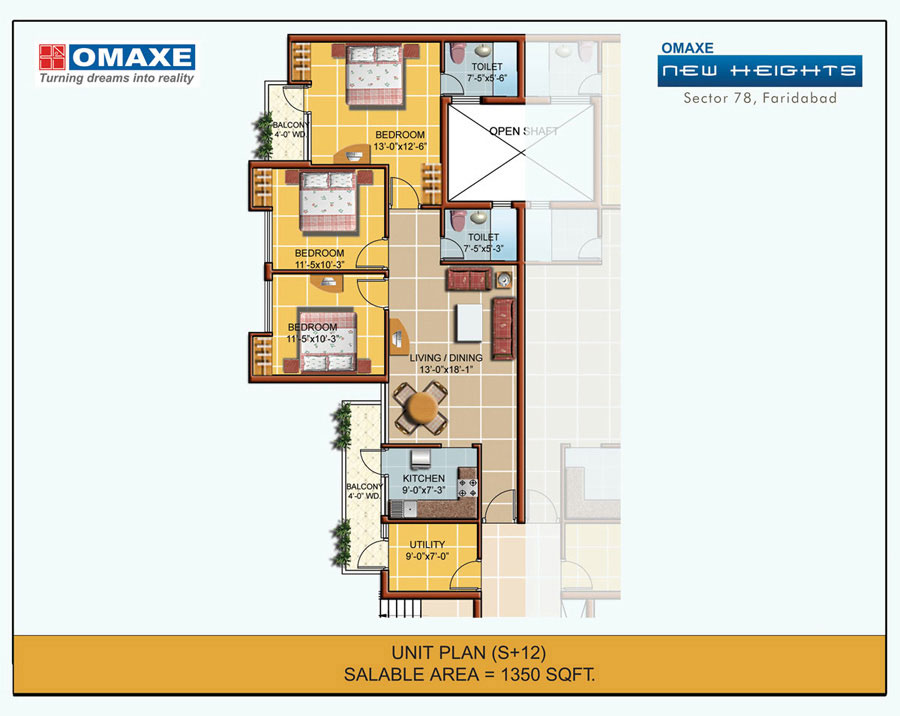 OMAXE
Turning dreams into reality
OMAXE
NEW HEIGHTS
Sector 78, Faridabad
TOILET
7'-5"x5'-6"
BALCONY
4'-0" WD.
BEDROOM
13'-0"x12'-6"
OPEN SHAFT
BEDROOM
11'-5x10'-3"
TOILET
7'-5"x5'-3"
BEDROOM
11'-5"x10'-3"
LIVING / DINING
13'-0"x18'-1"
KITCHEN
9'-0"x7'-3"
BALCONY
4'-0" WD.
UTILITY
9'-0"x7'-0"
UNIT PLAN (S+12)
SALABLE AREA = 1350 SQFT.